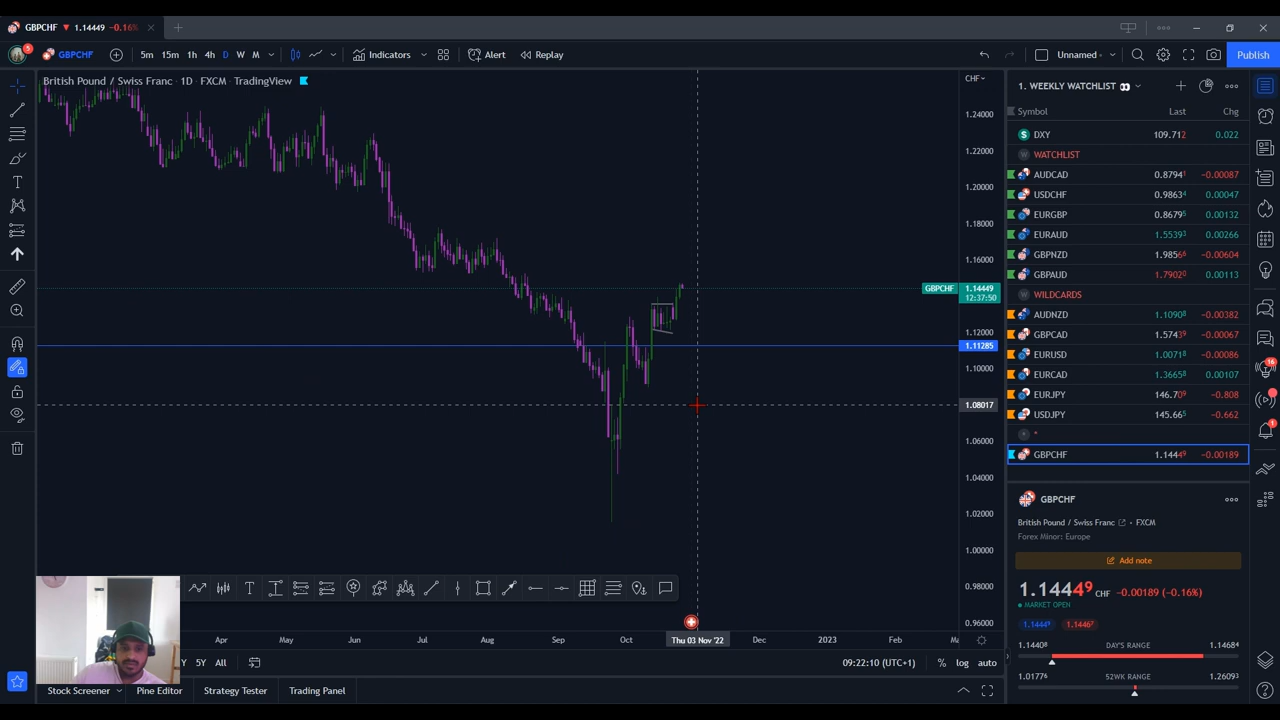 GBPCHF 1.14449 -0.16%
5
GBPCHF
5m 15m 1h 4h D W M
Indicators
Alert
Replay
Unnamed
Publish
British Pound / Swiss Franc · 1D · FXCM TradingView
CHF
1.24000
1.22000
1.20000
1.18000
1.16000
GBPCHF 1.14449
12:37:50
1.12000
1.11285
1.10000
1.08017
1.06000
1.04000
1.02000
1.00000
0.98000
0.96000
Apr May Jun Jul Aug Sep Oct Thu 03 Nov '22 Dec 2023 Feb
Y 5Y All
09:22:10 (UTC+1)
% log auto
Stock Screener Pine Editor Strategy Tester Trading Panel
1. WEEKLY WATCHLIST
Symbol Last Chg
DXY 109.712 0.022
WATCHLIST
AUDCAD 0.87941 -0.00087
USDCHF 0.98634 0.00047
EURGBP 0.86795 0.00132
EURAUD 1.55393 0.00266
GBPNZD 1.98566 -0.00604
GBPAUD 1.79020 0.00113
WILDCARDS
AUDNZD 1.10908 -0.00382
GBPCAD 1.57439 -0.00067
EURUSD 1.00718 -0.00086
EURCAD 1.36658 0.00107
EURJPY 146.709 -0.808
USDJPY 145.665 -0.662
*
GBPCHF 1.14449 -0.00189
GBPCHF
British Pound / Swiss Franc • FXCM
Forex Minor: Europe
Add note
1.14449 CHF -0.00189 (-0.16%)
MARKET OPEN
1.14449 1.14467
1.14408 DAY'S RANGE 1.14684
1.01776 52WK RANGE 1.26093
16
1